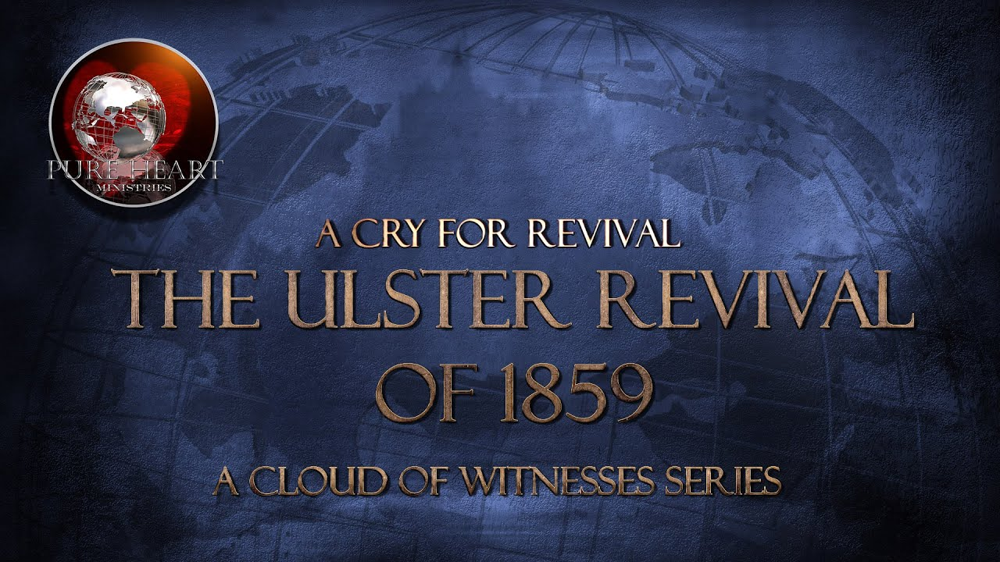 PURE HEART
MINISTRIES
A CRY FOR REVIVAL
THE ULSTER REVIVAL
OF 1859
A CLOUD OF WITNESSES SERIES